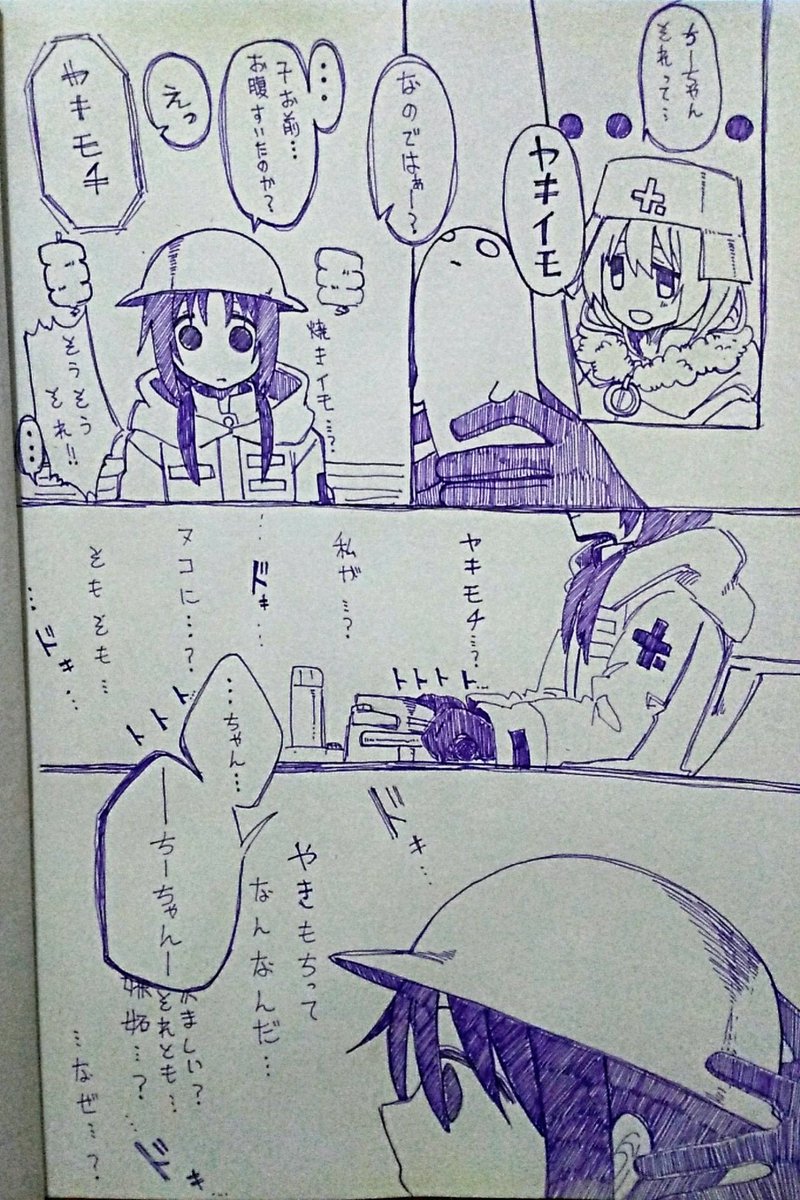 ちーちゃん
それって…
ヤキイモ
なのではぁー？
…
オお前…
お腹すいたのか？
えっ
ヤキモチ
焼きイモ…？
そうそう
それ!!
…
ヤキモチ…？
トトトト…
私が…？
…ドキ…
ヌコに…？
そもそも…
…ドキ…
トトト
…ちゃん…
ーちーちゃんー
ドキ…
やきもちって
なんなんだ…
ましい？
それとも…
嫉妬…？
…なぜ…？
…ドキ…